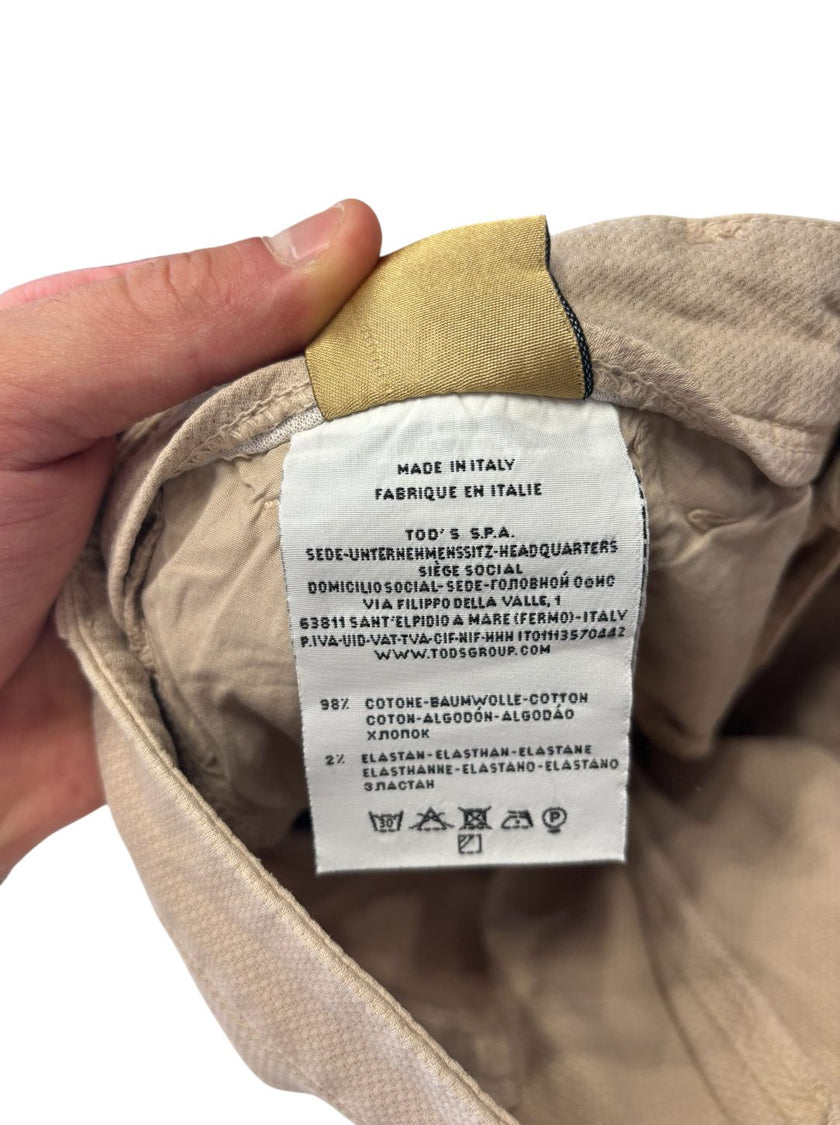 MADE IN ITALY
FABRIQUE EN ITALIE
TOD'S S.P.A.
SEDE-UNTERNEHMENSSITZ-HEADQUARTERS
SIÈGE SOCIAL
DOMICILIO SOCIAL-SEDE-ГОЛОВНОЙ ОФИС
VIA FILIPPO DELLA VALLE, 1
63811 SANT'ELPIDIO A MARE (FERMO)-ITALY
P.IVA-UID-VAT-TVA-CIF-NIF-ИНН IT01113570442
WWW.TODSGROUP.COM
98% COTONE-BAUMWOLLE-COTTON
COTON-ALGODÓN-ALGODÃO
ХЛОПОК
2% ELASTAN-ELASTHAN-ELASTANE
ELASTHANNE-ELASTANO-ELASTANO
ЭЛАСТАН
30° P